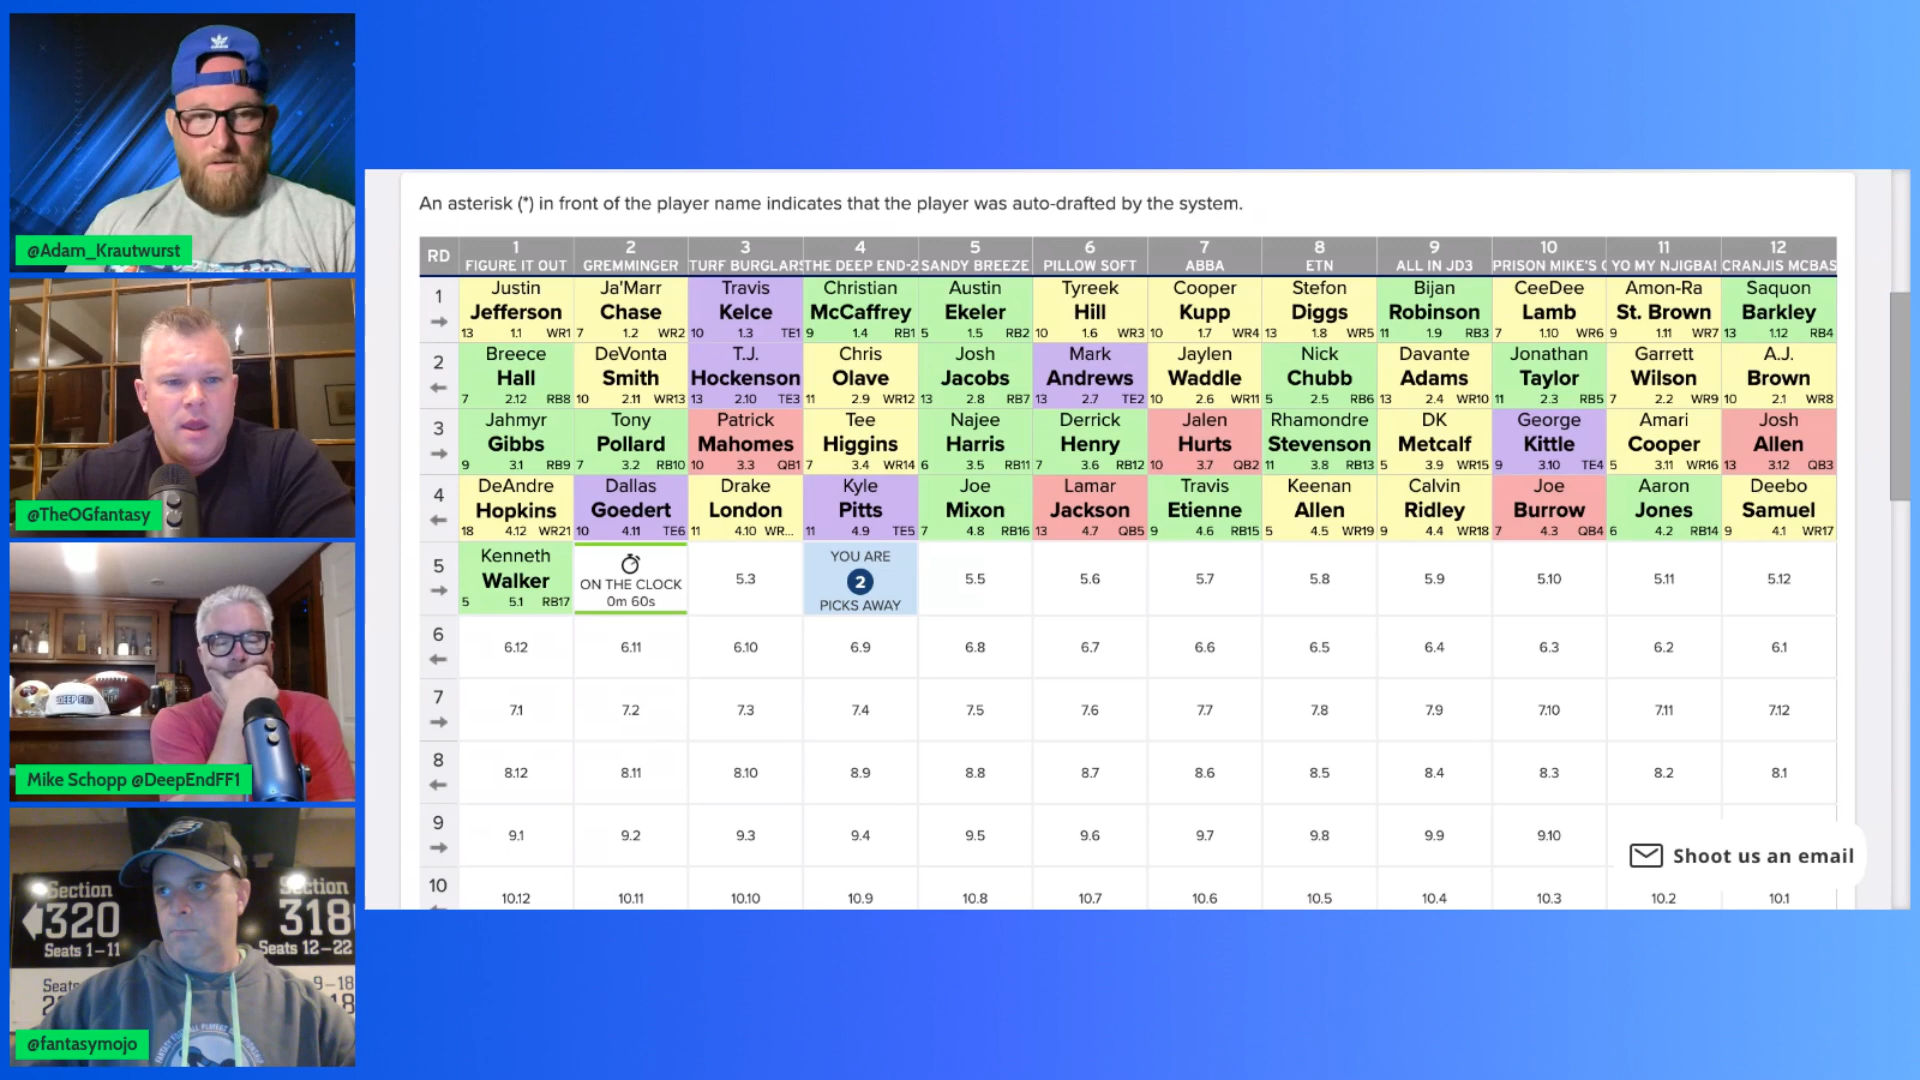 @Adam_Krautwurst
@TheOGfantasy
DEEP END
Mike Schopp @DeepEndFF1
Section
320
Seats 1-11
Section
318
Seats 12-22
9-18
@fantasymojo
An asterisk (*) in front of the player name indicates that the player was auto-drafted by the system.
RD 1 2 3 4 5 6 7 8 9 10 11 12
FIGURE IT OUT GREMMINGER TURF BURGLARS THE DEEP END-2 SANDY BREEZE PILLOW SOFT ABBA ETN ALL IN JD3 PRISON MIKE'S YO MY NJIGBA! CRANJIS MCBAS
1 Justin Ja'Marr Travis Christian Austin Tyreek Cooper Stefon Bijan CeeDee Amon-Ra Saquon
Jefferson Chase Kelce McCaffrey Ekeler Hill Kupp Diggs Robinson Lamb St. Brown Barkley
13 1.1 WR1 7 1.2 WR2 10 1.3 TE1 9 1.4 RB1 5 1.5 RB2 10 1.6 WR3 10 1.7 WR4 13 1.8 WR5 11 1.9 RB3 7 1.10 WR6 9 1.11 WR7 13 1.12 RB4
2 Breece DeVonta T.J. Chris Josh Mark Jaylen Nick Davante Jonathan Garrett A.J.
Hall Smith Hockenson Olave Jacobs Andrews Waddle Chubb Adams Taylor Wilson Brown
7 2.12 RB8 10 2.11 WR13 13 2.10 TE3 11 2.9 WR12 13 2.8 RB7 13 2.7 TE2 10 2.6 WR11 5 2.5 RB6 13 2.4 WR10 11 2.3 RB5 7 2.2 WR9 10 2.1 WR8
3 Jahmyr Tony Patrick Tee Najee Derrick Jalen Rhamondre DK George Amari Josh
Gibbs Pollard Mahomes Higgins Harris Henry Hurts Stevenson Metcalf Kittle Cooper Allen
9 3.1 RB9 7 3.2 RB10 10 3.3 QB1 7 3.4 WR14 6 3.5 RB11 7 3.6 RB12 10 3.7 QB2 11 3.8 RB13 5 3.9 WR15 9 3.10 TE4 5 3.11 WR16 13 3.12 QB3
4 DeAndre Dallas Drake Kyle Joe Lamar Travis Keenan Calvin Joe Aaron Deebo
Hopkins Goedert London Pitts Mixon Jackson Etienne Allen Ridley Burrow Jones Samuel
18 4.12 WR21 10 4.11 TE6 11 4.10 WR... 11 4.9 TE5 7 4.8 RB16 13 4.7 QB5 9 4.6 RB15 5 4.5 WR19 9 4.4 WR18 7 4.3 QB4 6 4.2 RB14 9 4.1 WR17
5 Kenneth YOU ARE
Walker ON THE CLOCK 5.3 2 5.5 5.6 5.7 5.8 5.9 5.10 5.11 5.12
5 5.1 RB17 0m 60s PICKS AWAY
6 6.12 6.11 6.10 6.9 6.8 6.7 6.6 6.5 6.4 6.3 6.2 6.1
7 7.1 7.2 7.3 7.4 7.5 7.6 7.7 7.8 7.9 7.10 7.11 7.12
8 8.12 8.11 8.10 8.9 8.8 8.7 8.6 8.5 8.4 8.3 8.2 8.1
9 9.1 9.2 9.3 9.4 9.5 9.6 9.7 9.8 9.9 9.10
Shoot us an email
10 10.12 10.11 10.10 10.9 10.8 10.7 10.6 10.5 10.4 10.3 10.2 10.1